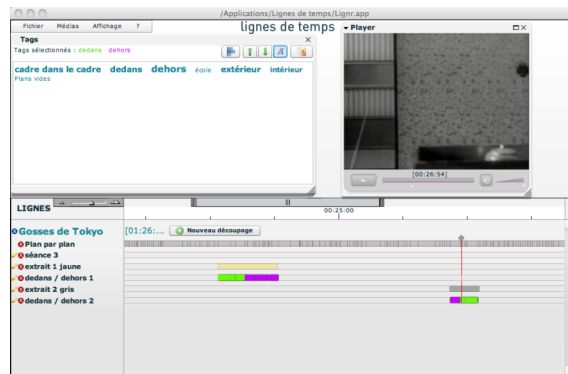 /Applications/Lignes de temps/Lignr.app
Fichier Médias Affichage ?
lignes de temps
Player
Tags
Tags sélectionnés : dedans dehors
cadre dans le cadre dedans dehors école extérieur intérieur
Plans vides
[00:26:54]
LIGNES
00:25:00
Gosses de Tokyo
[01:26:... Nouveau découpage
Plan par plan
séance 3
extrait 1 jaune
dedans / dehors 1
extrait 2 gris
dedans / dehors 2